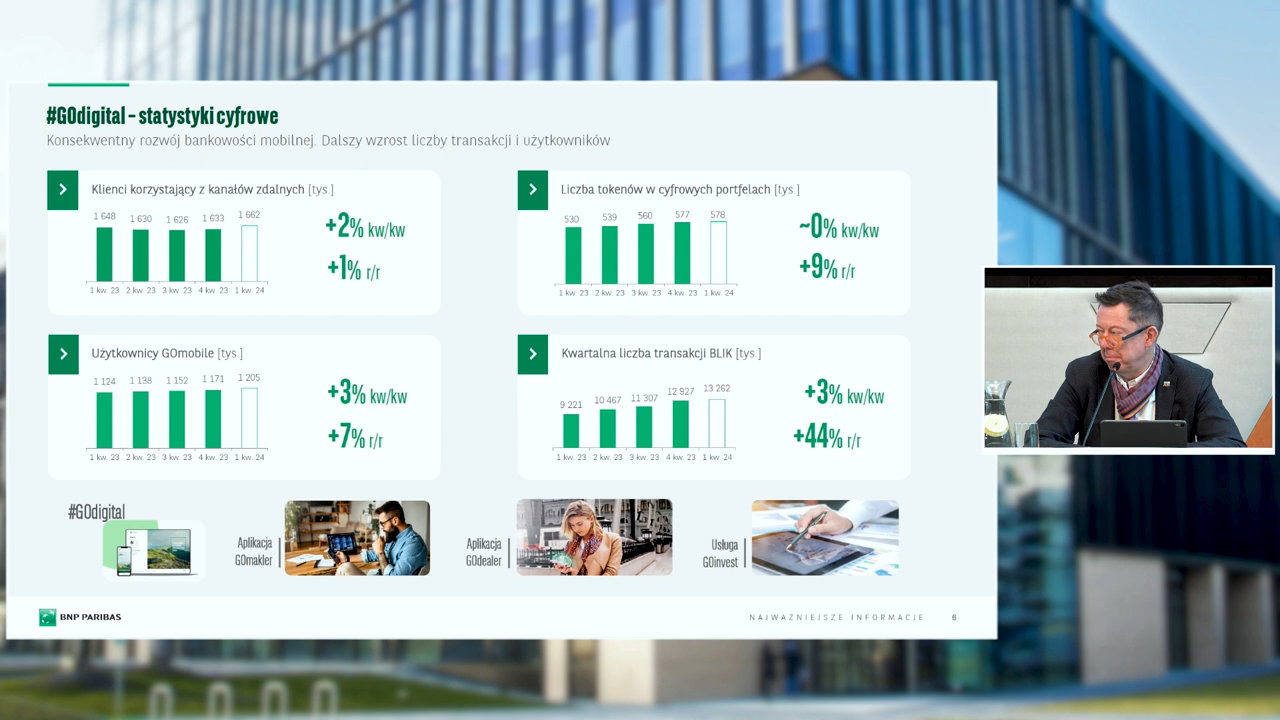 #GOdigital – statystyki cyfrowe
Konsekwentny rozwój bankowości mobilnej. Dalszy wzrost liczby transakcji i użytkowników
Klienci korzystający z kanałów zdalnych [tys.]
1 648 1 630 1 626 1 633 1 662
1 kw. 23 2 kw. 23 3 kw. 23 4 kw. 23 1 kw. 24
+2% kw/kw
+1% r/r
Liczba tokenów w cyfrowych portfelach [tys.]
530 539 560 577 578
1 kw. 23 2 kw. 23 3 kw. 23 4 kw. 23 1 kw. 24
~0% kw/kw
+9% r/r
Użytkownicy GOmobile [tys.]
1 124 1 138 1 152 1 171 1 205
1 kw. 23 2 kw. 23 3 kw. 23 4 kw. 23 1 kw. 24
+3% kw/kw
+7% r/r
Kwartalna liczba transakcji BLIK [tys.]
9 221 10 467 11 307 12 927 13 262
1 kw. 23 2 kw. 23 3 kw. 23 4 kw. 23 1 kw. 24
+3% kw/kw
+44% r/r
#GOdigital
Aplikacja
GOmakler
Aplikacja
GOdealer
Usługa
GOinvest
BNP PARIBAS
NAJWAŻNIEJSZE INFORMACJE 6